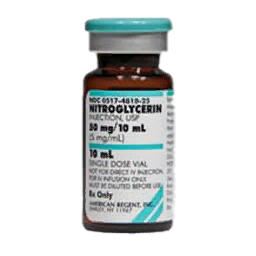 NDC 0517-4810-25
NITROGLYCERIN
INJECTION, USP
50 mg/10 mL
(5 mg/mL)
10 mL
SINGLE DOSE VIAL
NOT FOR DIRECT IV INJECTION
FOR IV INFUSION ONLY
MUST BE DILUTED BEFORE USE
Rx Only
AMERICAN REGENT, INC.
SHIRLEY, NY 11967